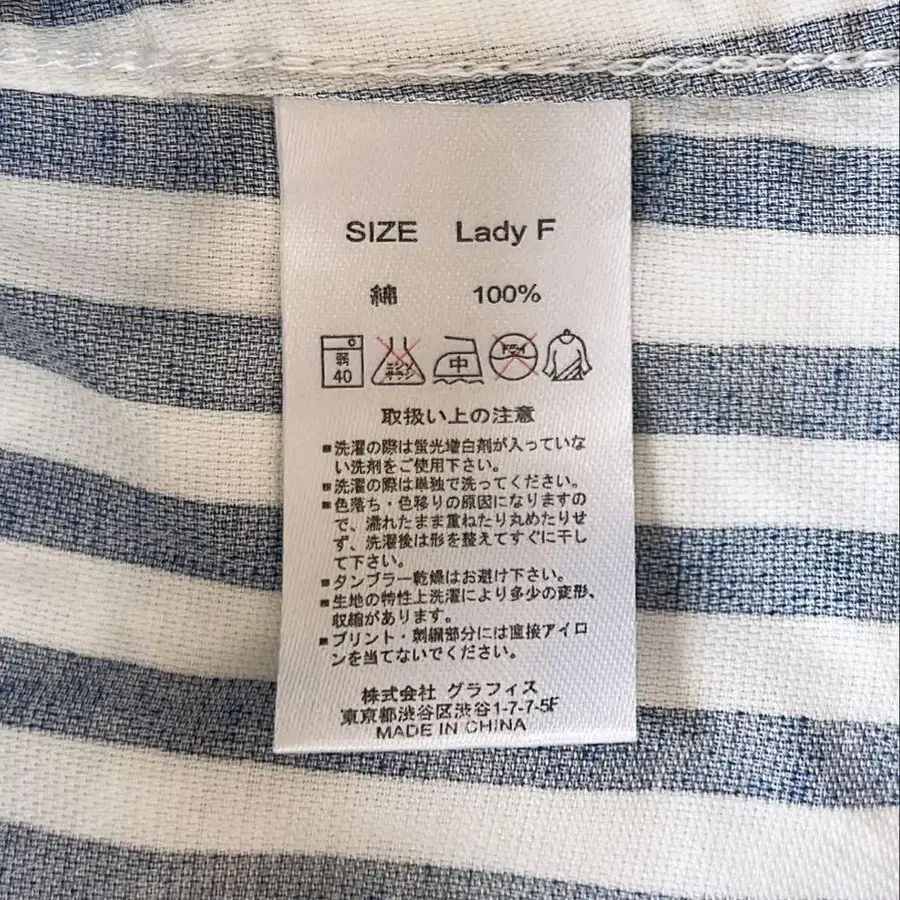 SIZE Lady F
綿 100%
弱
40
エンソ
サラシ
中
ドライ
取扱い上の注意
■洗濯の際は蛍光増白剤が入っていな
い洗剤をご使用下さい。
■洗濯の際は単独で洗ってください。
■色落ち・色移りの原因になりますの
で、濡れたまま重ねたり丸めたりせ
ず、洗濯後は形を整えてすぐに干し
て下さい。
■タンブラー乾燥はお避け下さい。
■生地の特性上洗濯により多少の変形、
収縮があります。
■プリント・刺繍部分には直接アイロ
ンを当てないでください。
株式会社 グラフィス
東京都渋谷区渋谷1-7-7-5F
MADE IN CHINA